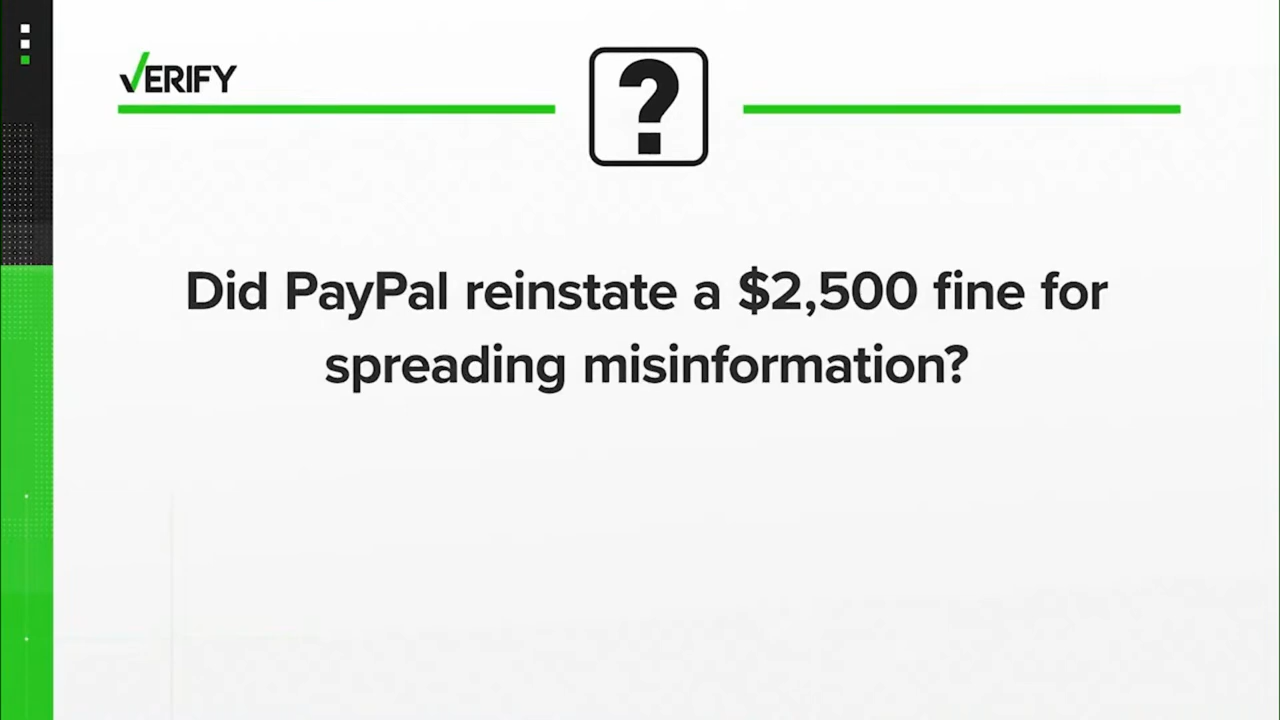 VERIFY
?
Did PayPal reinstate a $2,500 fine for
spreading misinformation?